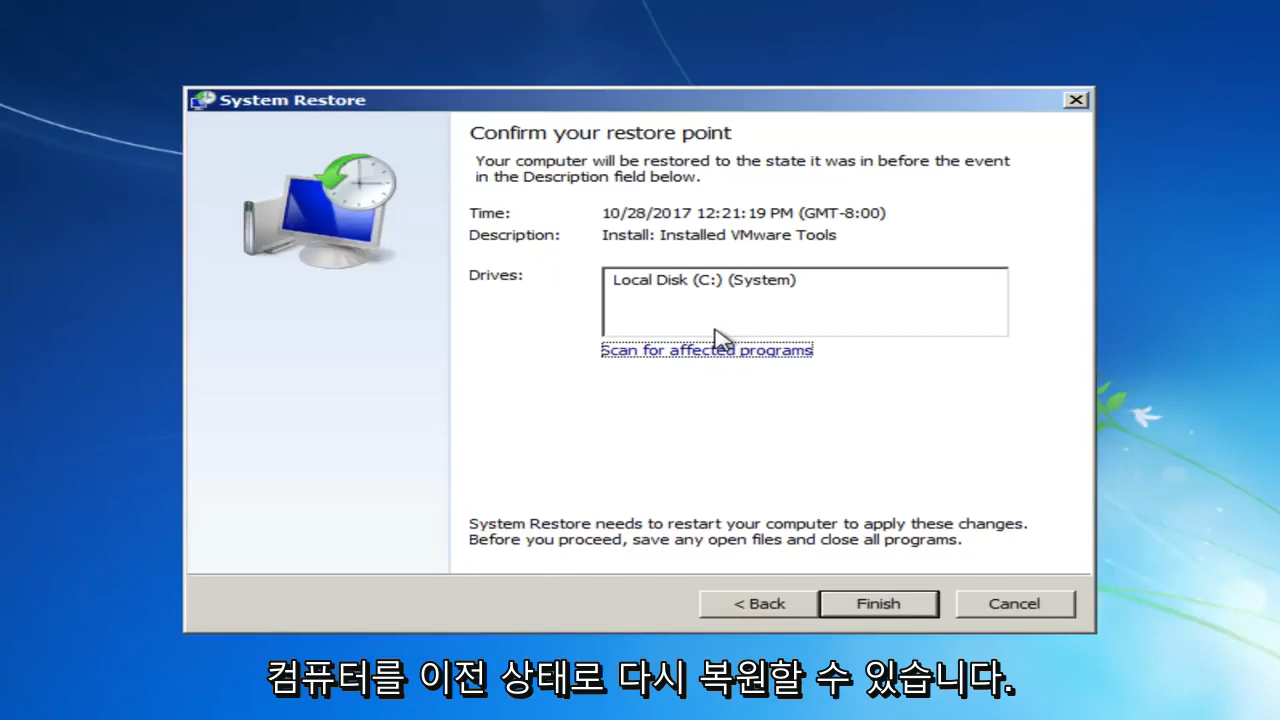 System Restore
Confirm your restore point
Your computer will be restored to the state it was in before the event
in the Description field below.
Time: 10/28/2017 12:21:19 PM (GMT-8:00)
Description: Install: Installed VMware Tools
Drives: Local Disk (C:) (System)
Scan for affected programs
System Restore needs to restart your computer to apply these changes.
Before you proceed, save any open files and close all programs.
< Back Finish Cancel
컴퓨터를 이전 상태로 다시 복원할 수 있습니다.